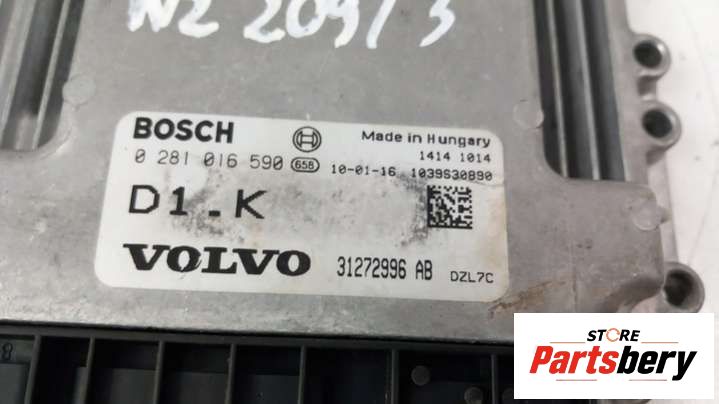 NZ 209/3
BOSCH
Made in Hungary
0 281 016 590 658 10-01-16
1414 1014
1039S30890
D1.K
VOLVO 31272996 AB DZL7C
STORE
Partsbery